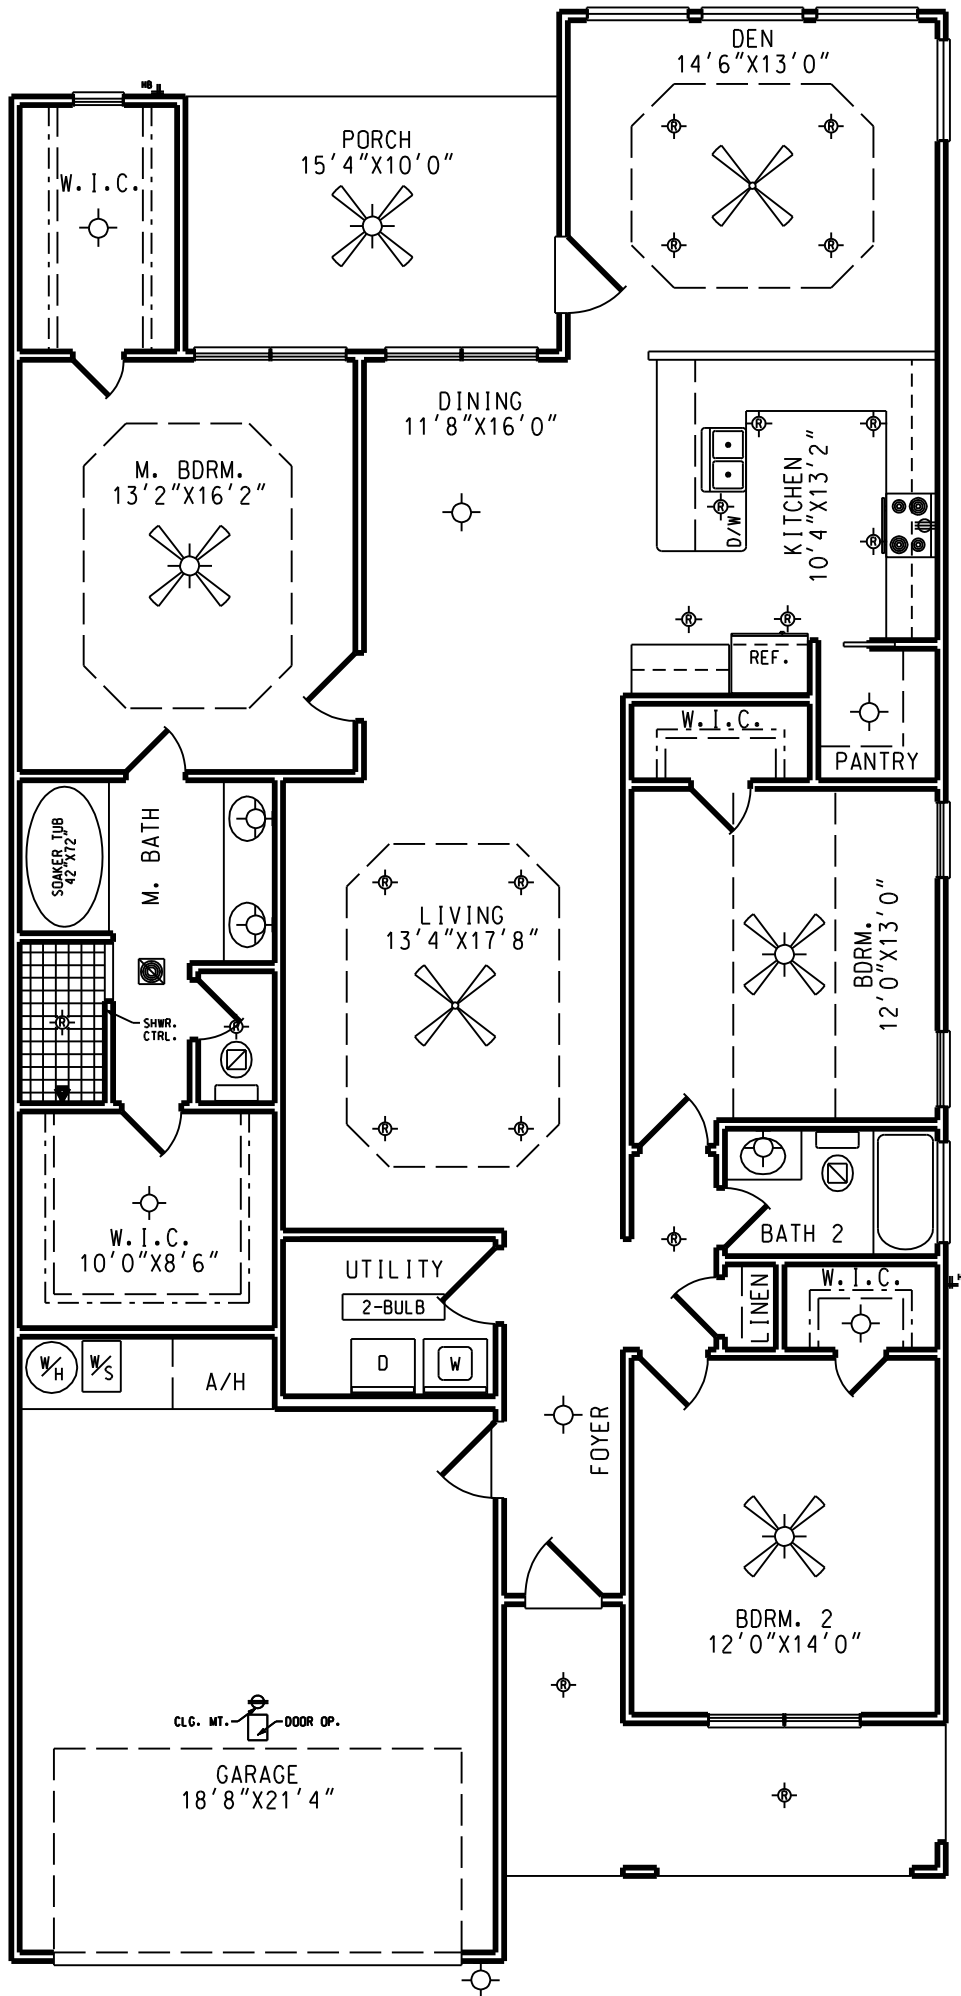 DEN
14'6"X13'0"
HB
PORCH
15'4"X10'0"
W.I.C.
R
R
R
R
DINING
11'8"X16'0"
M. BDRM.
13'2"X16'2"
KITCHEN
10'4"X13'2"
R
R
R
R
D/W
R
R
REF.
W.I.C.
PANTRY
SOAKER TUB
42"X72"
M. BATH
R
R
LIVING
13'4"X17'8"
R
R
BDRM.
12'0"X13'0"
SHWR.
CTRL.
R
R
W.I.C.
10'0"X8'6"
R
BATH 2
UTILITY
2-BULB
LINEN
W.I.C.
H
W/H
W/S
A/H
D
W
FOYER
BDRM. 2
12'0"X14'0"
R
CLG. MT.
DOOR OP.
GARAGE
18'8"X21'4"
R